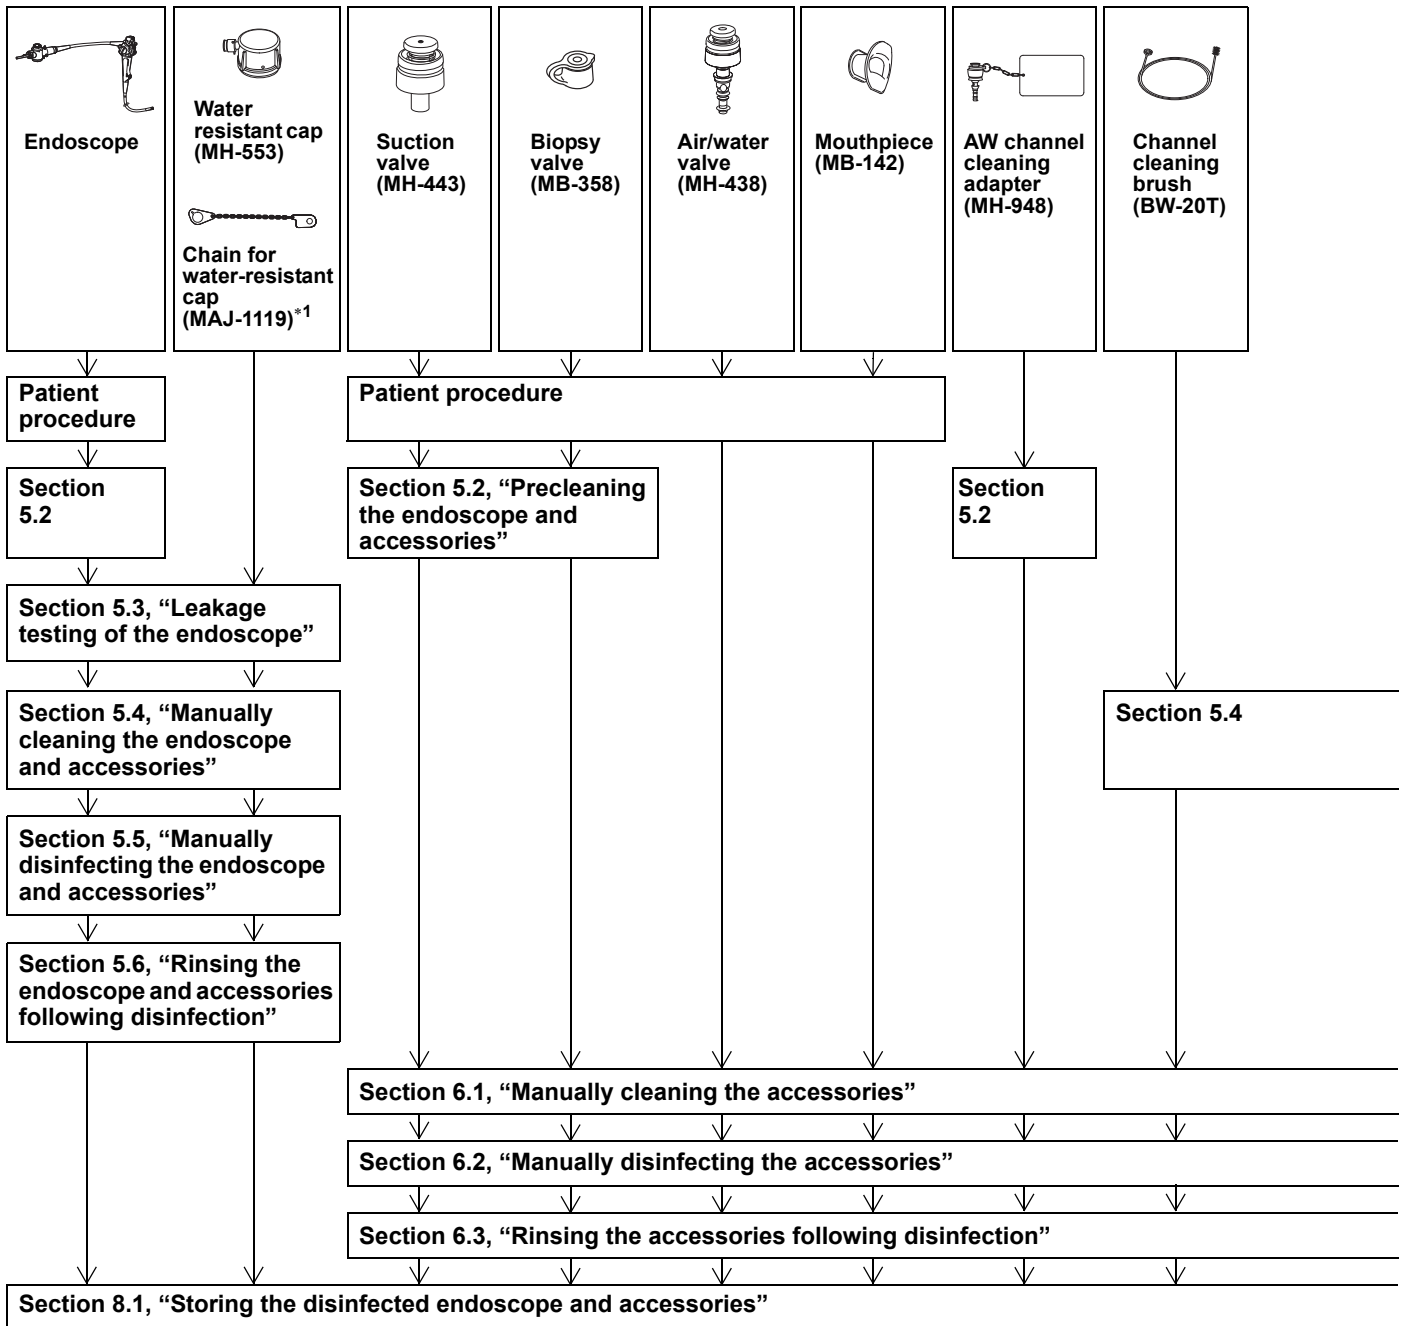 Endoscope
Water
resistant cap
(MH-553)
Chain for
water-resistant
cap
(MAJ-1119)*1
Suction
valve
(MH-443)
Biopsy
valve
(MB-358)
Air/water
valve
(MH-438)
Mouthpiece
(MB-142)
AW channel
cleaning
adapter
(MH-948)
Channel
cleaning
brush
(BW-20T)
Patient
procedure
Patient procedure
Section
5.2
Section 5.2, “Precleaning
the endoscope and
accessories”
Section
5.2
Section 5.3, “Leakage
testing of the endoscope”
Section 5.4, “Manually
cleaning the endoscope
and accessories”
Section 5.4
Section 5.5, “Manually
disinfecting the endoscope
and accessories”
Section 5.6, “Rinsing the
endoscope and accessories
following disinfection”
Section 6.1, “Manually cleaning the accessories”
Section 6.2, “Manually disinfecting the accessories”
Section 6.3, “Rinsing the accessories following disinfection”
Section 8.1, “Storing the disinfected endoscope and accessories”